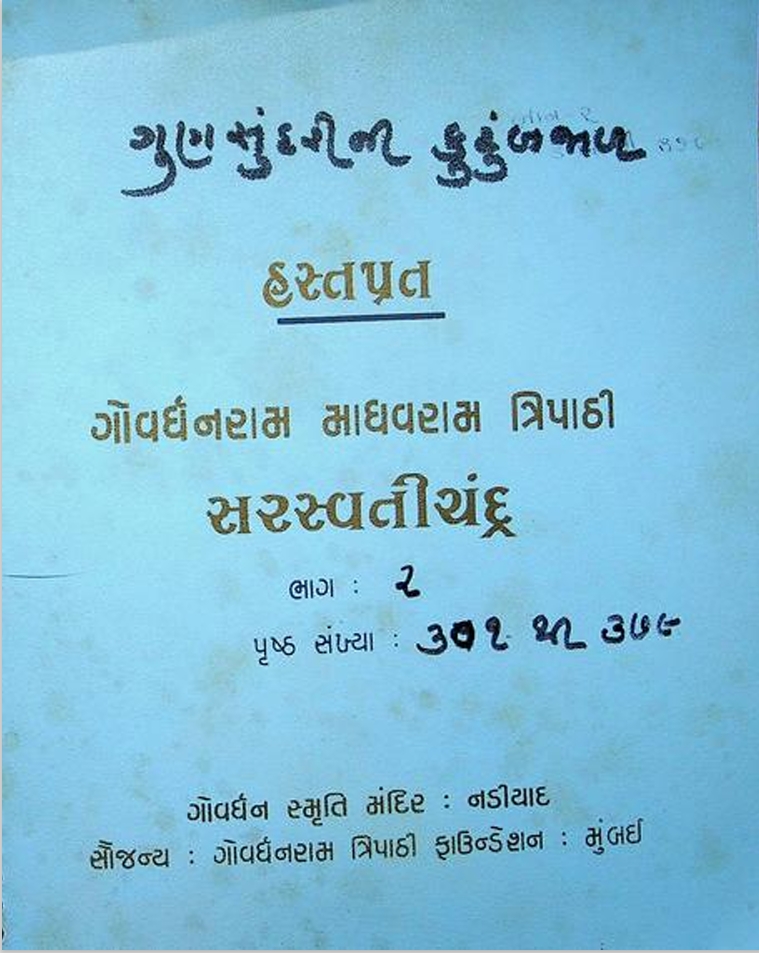 ગુણસુંદરીની કુટુંબજાળ
હસ્તપ્રત
ગોવર્ધનરામ માધવરામ ત્રિપાઠી
સરસ્વતીચંદ્ર
ભાગ : ૨
પૃષ્ઠ સંખ્યા : ૩૦૧ થી ૩૭૯
ગોવર્ધન સ્મૃતિ મંદિર : નડીયાદ
સૌજન્ય : ગોવર્ધનરામ ત્રિપાઠી ફાઉન્ડેશન : મુંબઈ